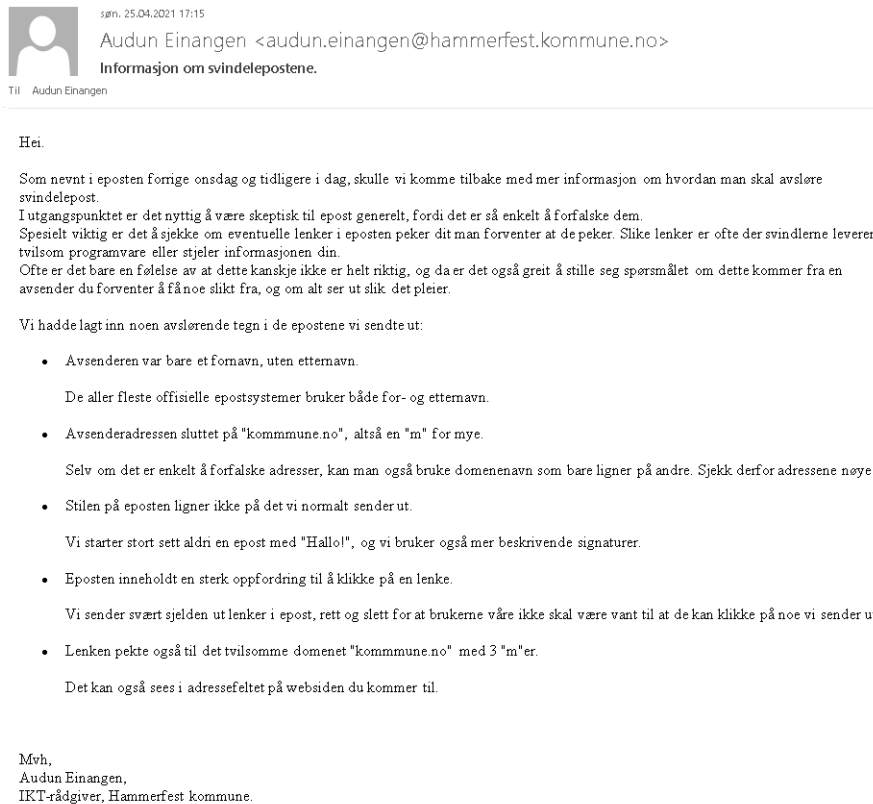 søn. 25.04.2021 17:15
Audun Einangen <audun.einangen@hammerfest.kommune.no>
Informasjon om svindelepostene.
Til Audun Einangen
Hei.
Som nevnt i eposten forrige onsdag og tidligere i dag, skulle vi komme tilbake med mer informasjon om hvordan man skal avsløre
svindelepost.
I utgangspunktet er det nyttig å være skeptisk til epost generelt, fordi det er så enkelt å forfalske dem.
Spesielt viktig er det å sjekke om eventuelle lenker i eposten peker dit man forventer at de peker. Slike lenker er ofte der svindlerne leverer
tvilsom programvare eller stjeler informasjonen din.
Ofte er det bare en følelse av at dette kanskje ikke er helt riktig, og da er det også greit å stille seg spørsmålet om dette kommer fra en
avsender du forventer å få noe slikt fra, og om alt ser ut slik det pleier.
Vi hadde lagt inn noen avslørende tegn i de epostene vi sendte ut:
• Avsenderen var bare et fornavn, uten etternavn.
De aller fleste offisielle epostsystemer bruker både for- og etternavn.
• Avsenderadressen sluttet på "kommmune.no", altså en "m" for mye.
Selv om det er enkelt å forfalske adresser, kan man også bruke domenenavn som bare ligner på andre. Sjekk derfor adressene nøye
• Stilen på eposten ligner ikke på det vi normalt sender ut.
Vi starter stort sett aldri en epost med "Hallo!", og vi bruker også mer beskrivende signaturer.
• Eposten inneholdt en sterk oppfordring til å klikke på en lenke.
Vi sender svært sjelden ut lenker i epost, rett og slett for at brukerne våre ikke skal være vant til at de kan klikke på noe vi sender u
• Lenken pekte også til det tvilsomme domenet "kommmune.no" med 3 "m"er.
Det kan også sees i adressefeltet på websiden du kommer til.
Mvh,
Audun Einangen,
IKT-rådgiver, Hammerfest kommune.